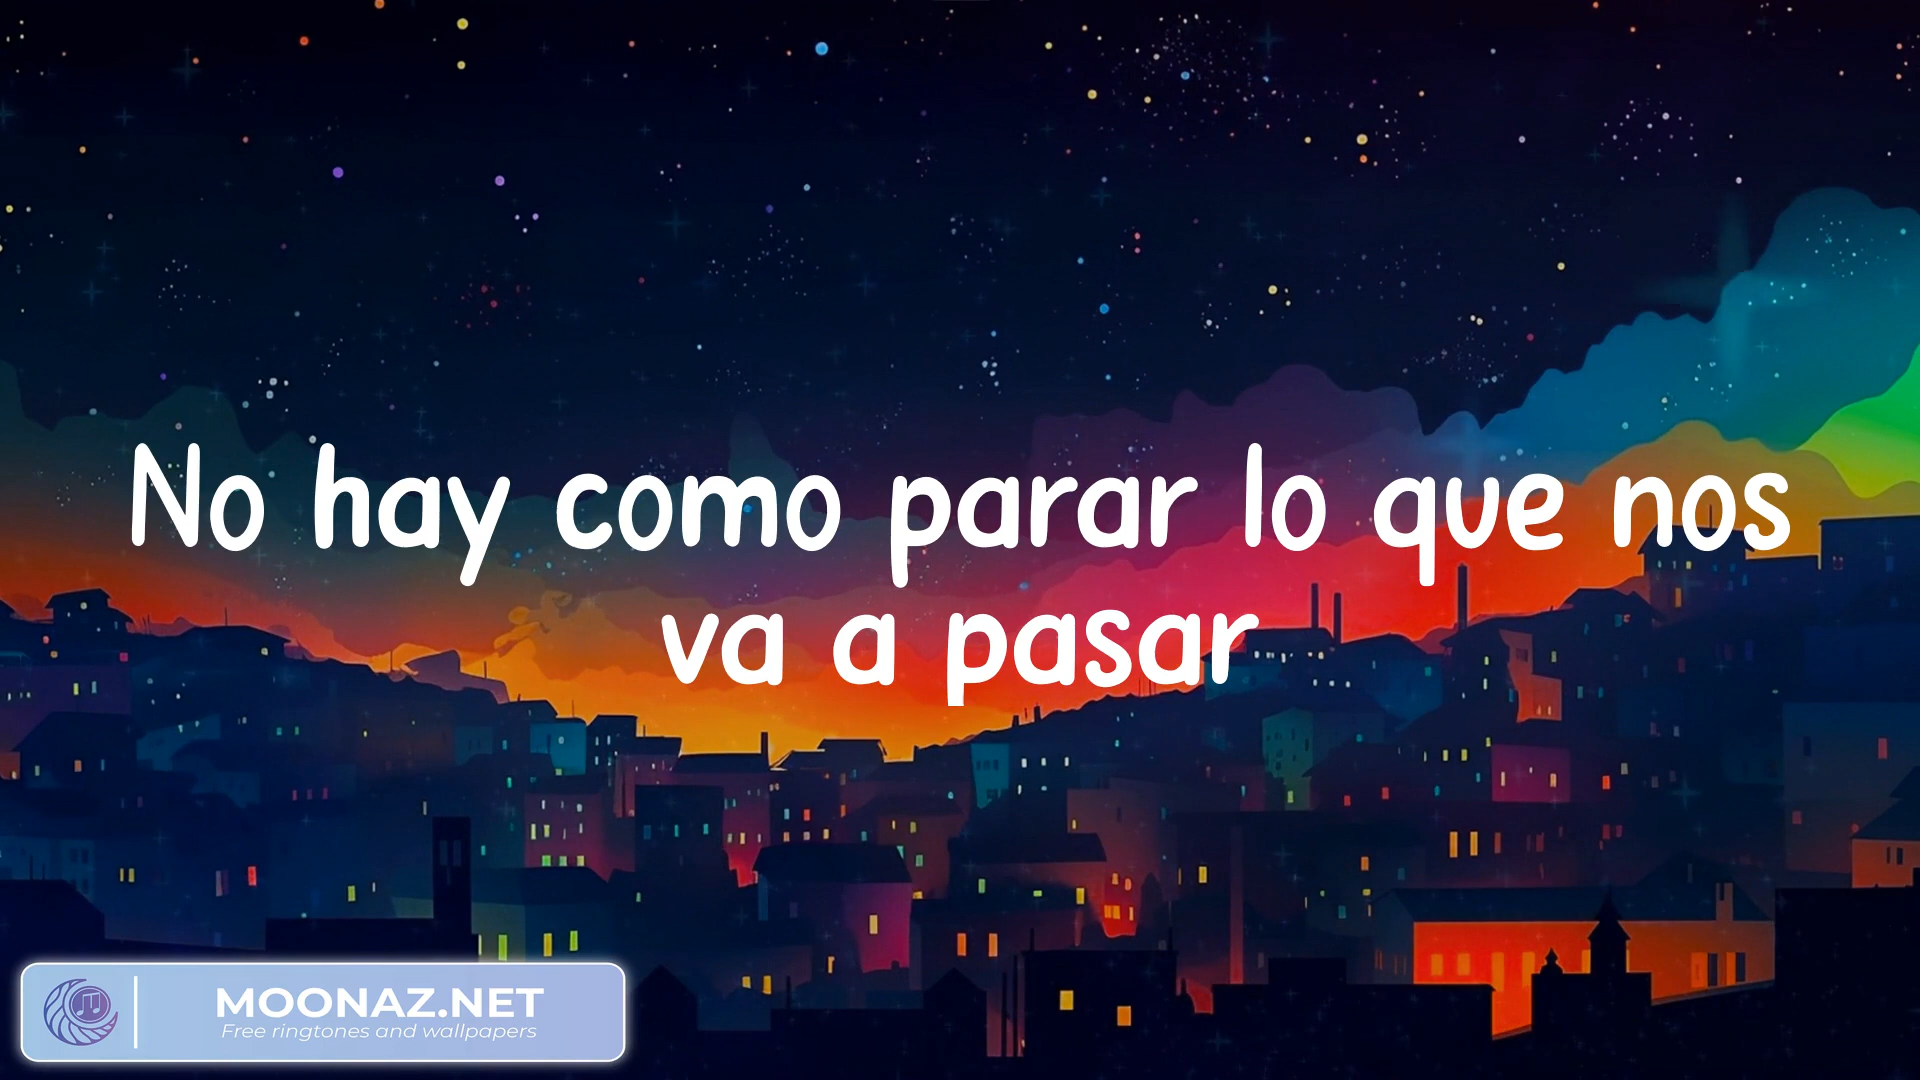 No hay como parar lo que nos
va a pasar
MOONAZ.NET
Free ringtones and wallpapers